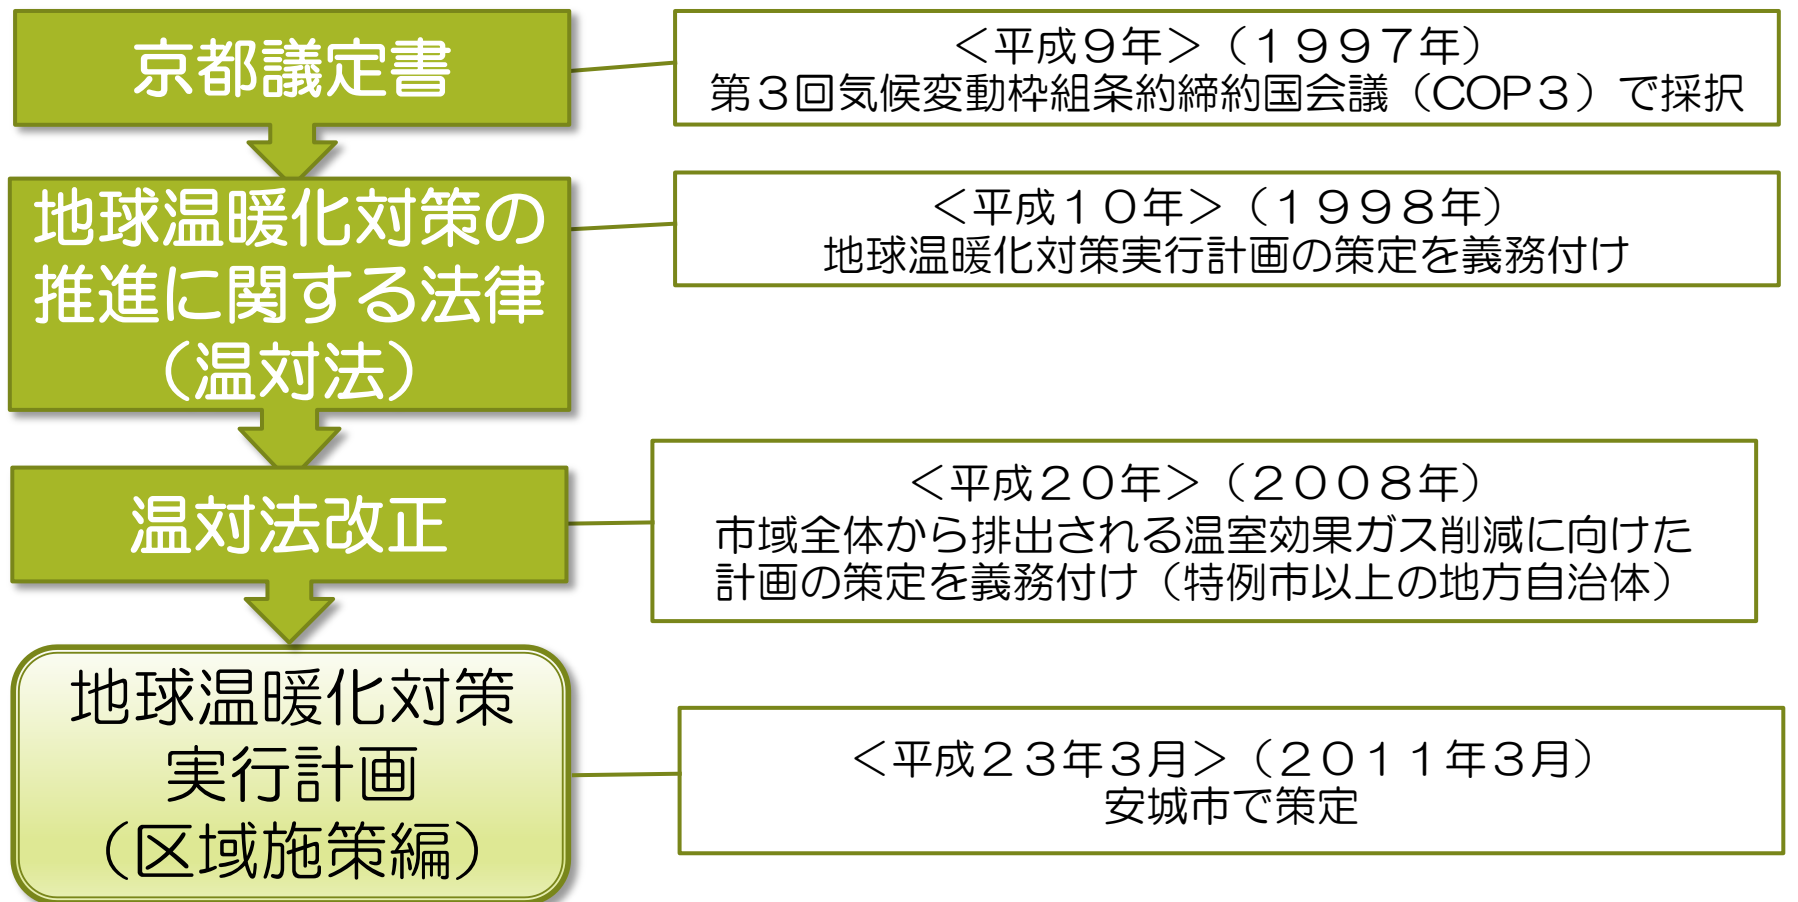 京都議定書
＜平成９年＞（１９９７年）
第３回気候変動枠組条約締約国会議（COP３）で採択
地球温暖化対策の
推進に関する法律
（温対法）
＜平成１０年＞（１９９８年）
地球温暖化対策実行計画の策定を義務付け
温対法改正
＜平成２０年＞（２００８年）
市域全体から排出される温室効果ガス削減に向けた
計画の策定を義務付け（特例市以上の地方自治体）
地球温暖化対策
実行計画
（区域施策編）
＜平成２３年３月＞（２０１１年３月）
安城市で策定